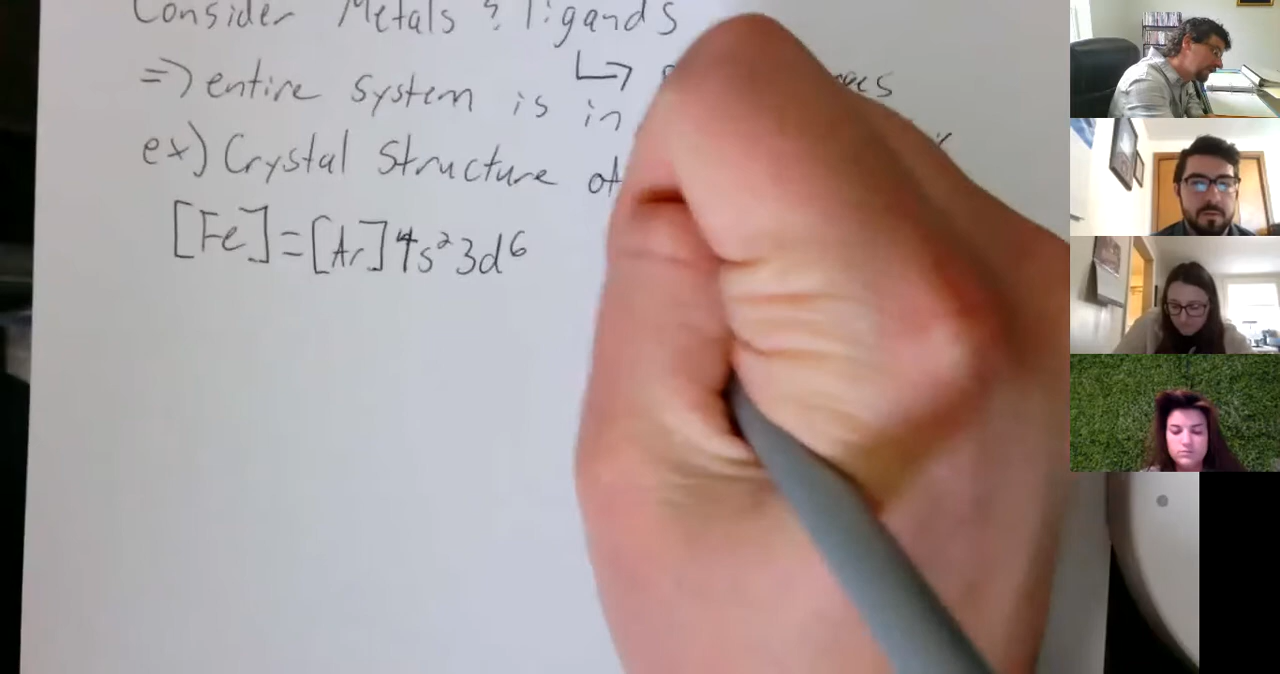 Consider Metals & ligands
↳
=> entire system is in
ex) Crystal Structure of
[Fe] = [Ar] 4s² 3d⁶